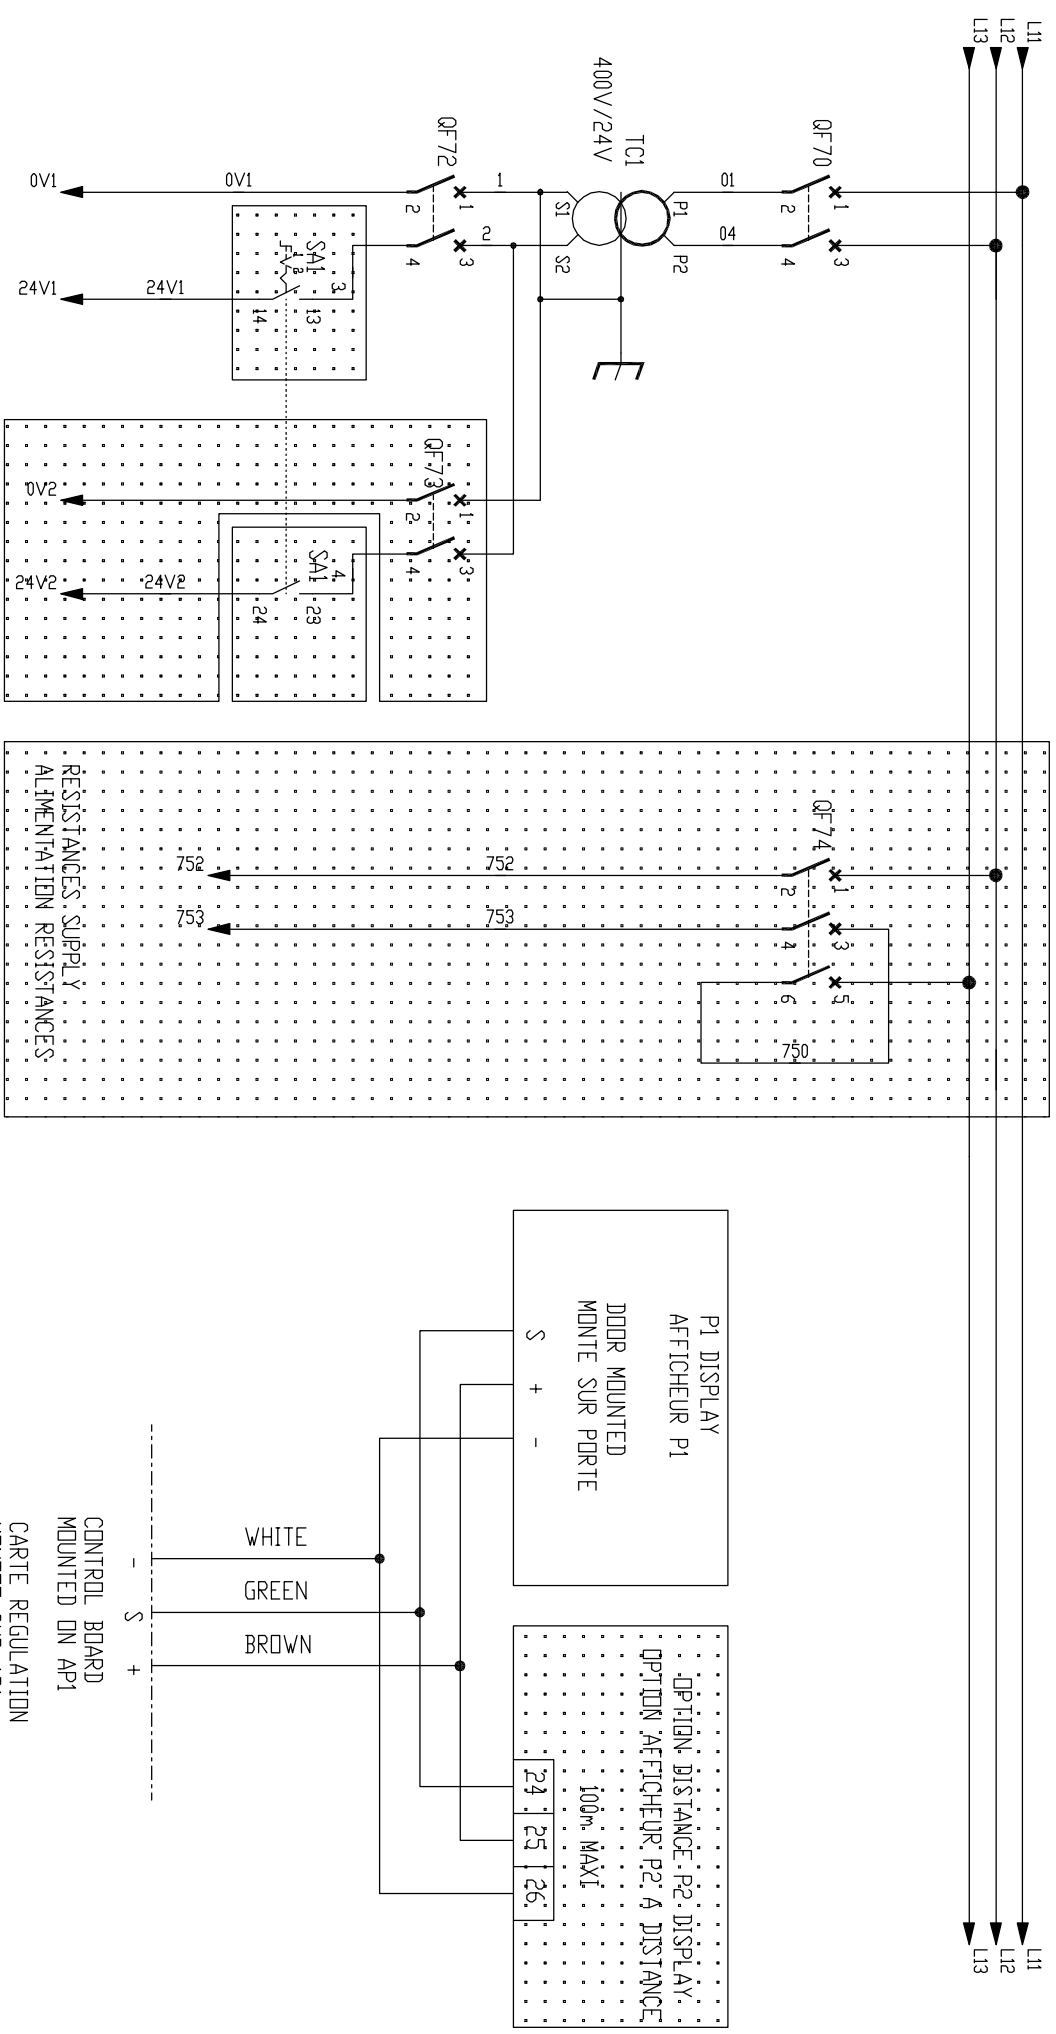 L11
L12
L13
QF70
1
3
2
4
01
04
TC1
400V/24V
P1
P2
S1
S2
1
2
QF72
1
3
2
4
0V1
0V1
SA1
3
13
14
24V1
24V1
QF73
1
3
2
4
0V2
SA1
4
23
24
24V2
24V2
QF74
1
3
5
2
4
6
750
752
753
752
753
RESISTANCES SUPPLY
ALIMENTATION RESISTANCES
P1 DISPLAY
AFFICHEUR P1
DOOR MOUNTED
MONTE SUR PORTE
S
+
-
OPTION DISTANCE P2 DISPLAY
OPTION AFFICHEUR P2 A DISTANCE
100m MAXI
24
25
26
WHITE
GREEN
BROWN
-
S
+
CONTROL BOARD
MOUNTED ON AP1
CARTE REGULATION
L11
L12
L13